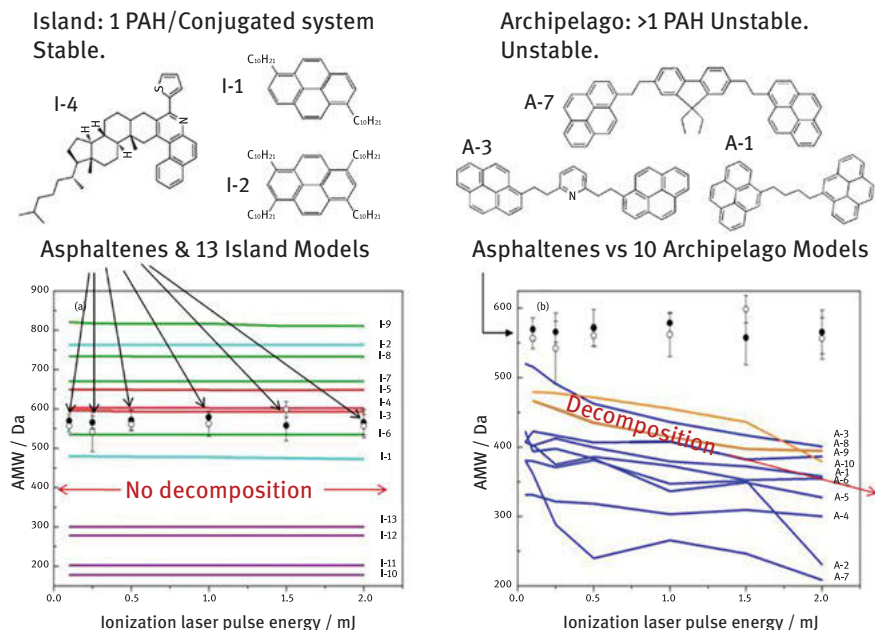 Island: 1 PAH/Conjugated system
Stable.
I-4
S
N
H
H
H
I-1
C10H21
C10H21
I-2
C10H21
C10H21
C10H21
C10H21
Asphaltenes & 13 Island Models
(a)
AMW / Da
900
800
700
600
500
400
300
200
I-9
I-2
I-8
I-7
I-5
I-4
I-3
I-6
I-1
No decomposition
I-13
I-12
I-11
I-10
0.0
0.5
1.0
1.5
2.0
Ionization laser pulse energy / mJ
Archipelago: >1 PAH Unstable.
Unstable.
A-7
A-3
N
A-1
Asphaltenes vs 10 Archipelago Models
(b)
AMW / Da
600
500
400
300
200
Decomposition
A-3
A-8
A-9
A-10
A-1
A-6
A-5
A-4
A-2
A-7
0.0
0.5
1.0
1.5
2.0
Ionization laser pulse energy / mJ